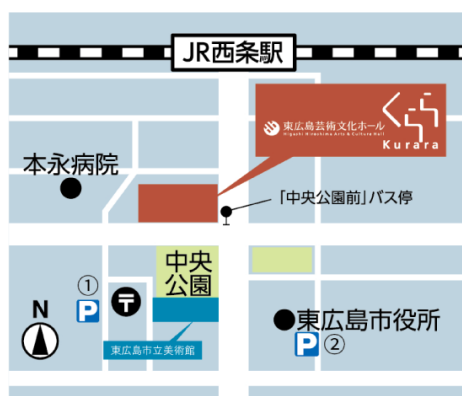 JR西条駅
東広島芸術文化ホール
Higashi Hiroshima Arts & Culture Hall
くらら
Kurara
本永病院
「中央公園前」バス停
中央
公園
①
P
〒
N
東広島市立美術館
東広島市役所
P ②